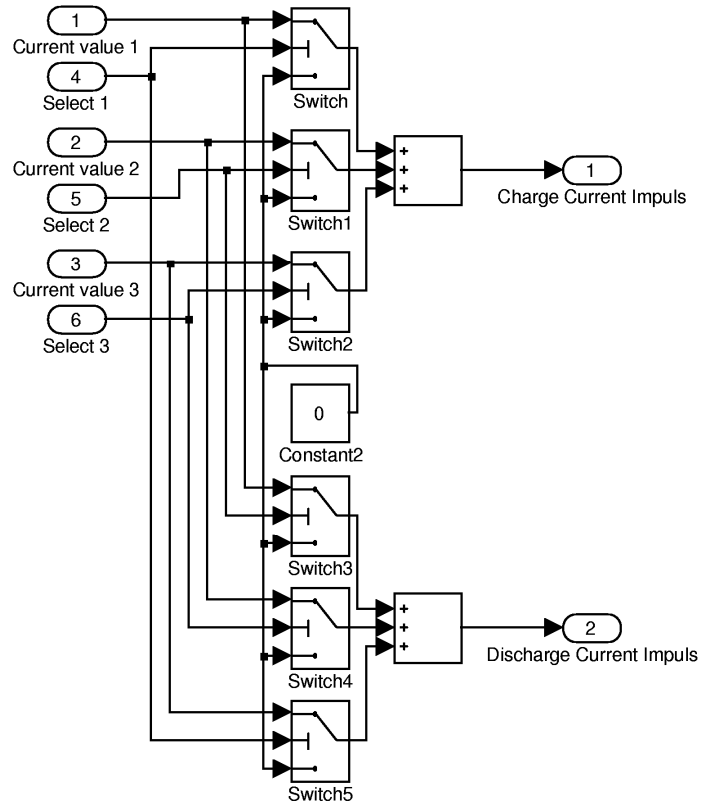 1
Current value 1
4
Select 1
Switch
2
Current value 2
5
Select 2
Switch1
+
+
+
1
Charge Current Impuls
3
Current value 3
6
Select 3
Switch2
0
Constant2
Switch3
Switch4
+
+
+
2
Discharge Current Impuls
Switch5